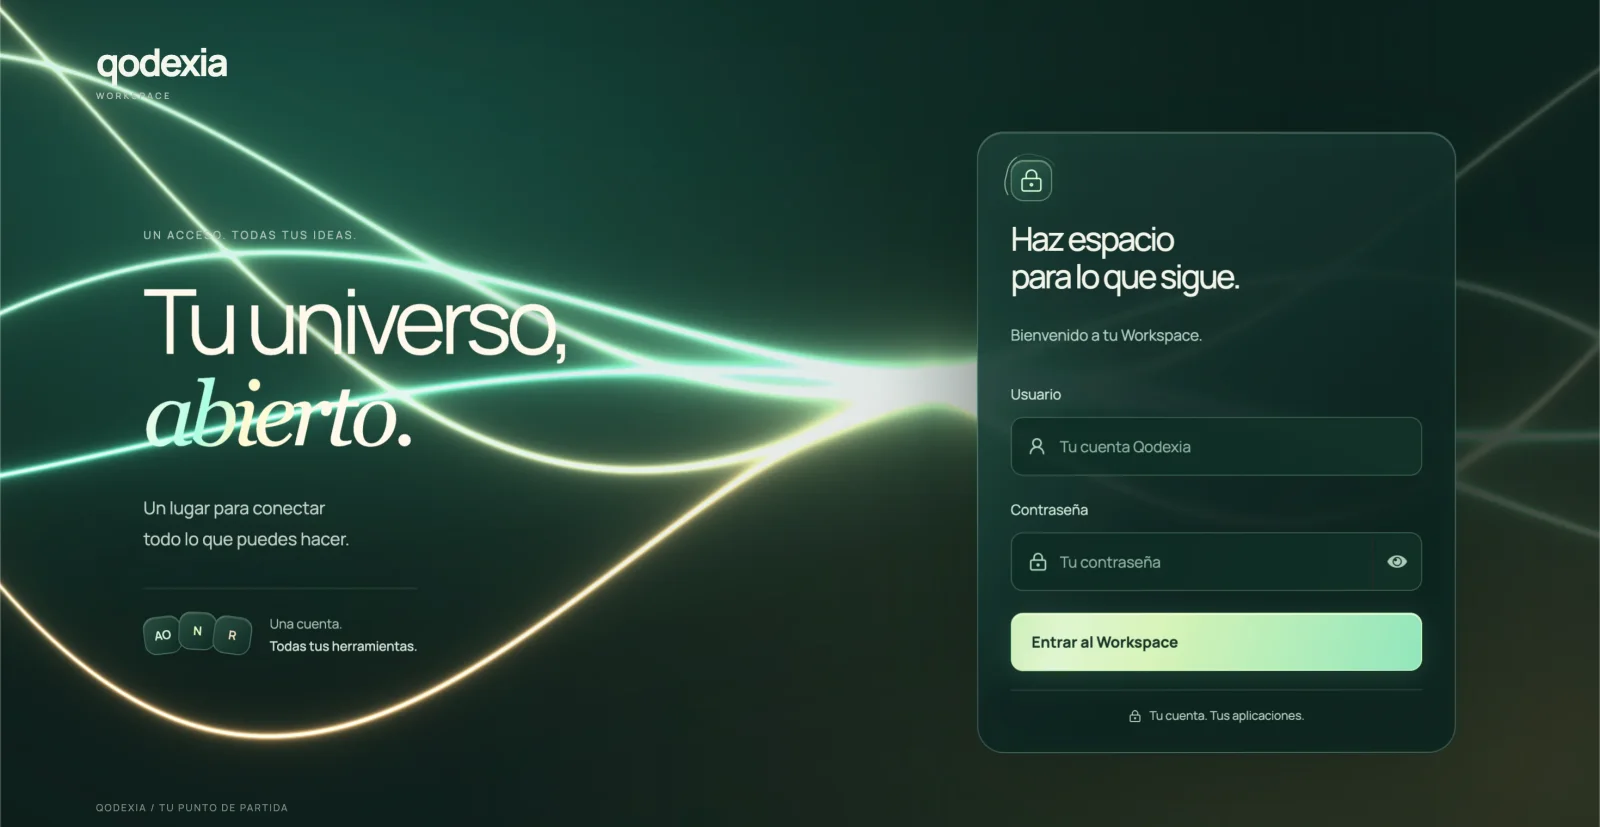 qodexia
WORKSPACE
UN ACCESO. TODAS TUS IDEAS.
Tu universo,
abierto.
Un lugar para conectar
todo lo que puedes hacer.
AO N R
Una cuenta.
Todas tus herramientas.
QODEXIA / TU PUNTO DE PARTIDA
Haz espacio
para lo que sigue.
Bienvenido a tu Workspace.
Usuario
Tu cuenta Qodexia
Contraseña
Tu contraseña
Entrar al Workspace
Tu cuenta. Tus aplicaciones.